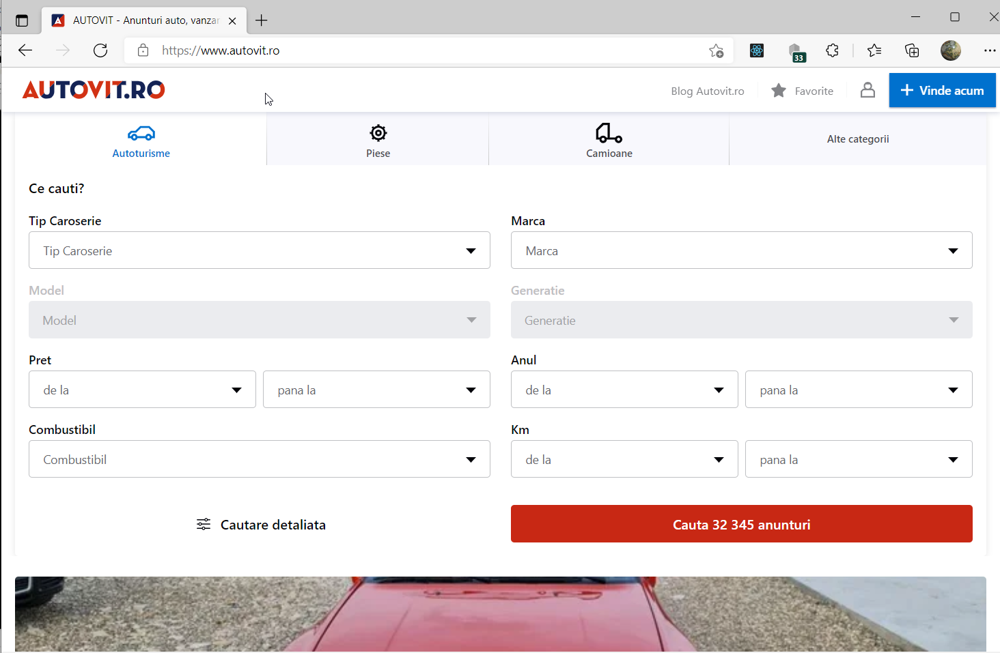 AUTOVIT - Anunturi auto, vanzar
https://www.autovit.ro
33
AUTOVIT.RO
Blog Autovit.ro
Favorite
Vinde acum
Autoturisme
Piese
Camioane
Alte categorii
Ce cauti?
Tip Caroserie
Marca
Tip Caroserie
Marca
Model
Generatie
Model
Generatie
Pret
Anul
de la
pana la
de la
pana la
Combustibil
Km
Combustibil
de la
pana la
Cautare detaliata
Cauta 32 345 anunturi